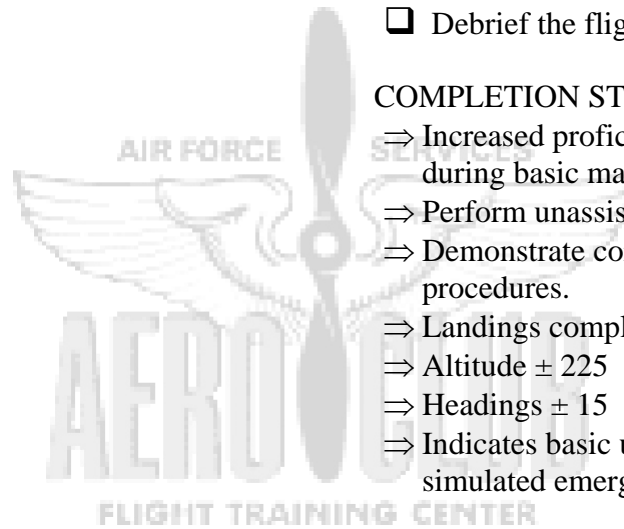 ❑ Debrief the flig
COMPLETION ST
⇒ Increased profic
during basic ma
⇒ Perform unassis
⇒ Demonstrate co
procedures.
⇒ Landings compl
⇒ Altitude ± 225
⇒ Headings ± 15
⇒ Indicates basic u
simulated emerg
AIR FORCE SERVICES
AERO CLUB
FLIGHT TRAINING CENTER